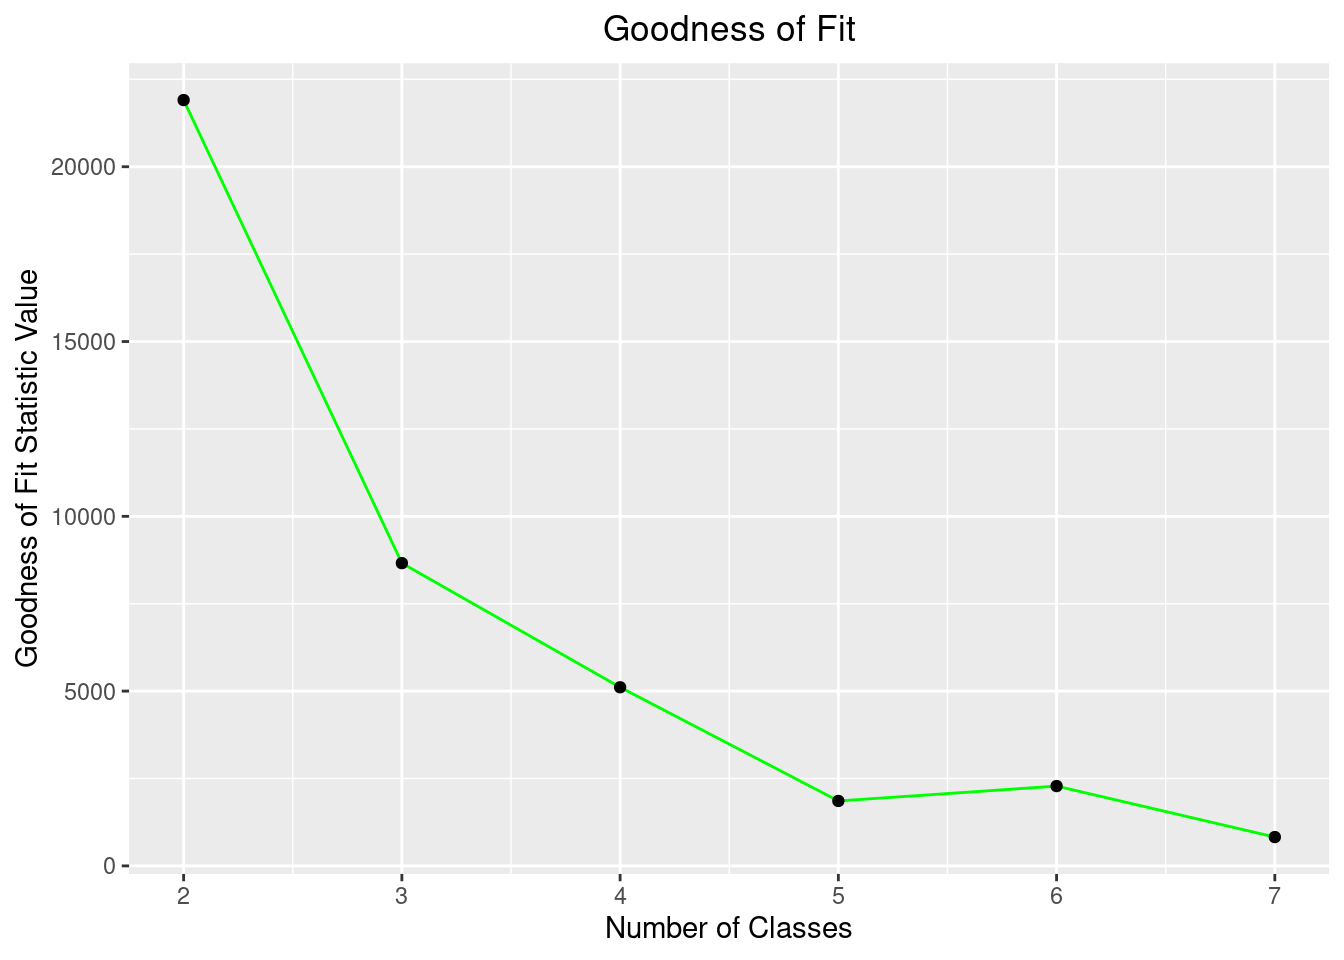 Goodness of Fit
Goodness of Fit Statistic Value
20000
15000
10000
5000
0
2 3 4 5 6 7
Number of Classes